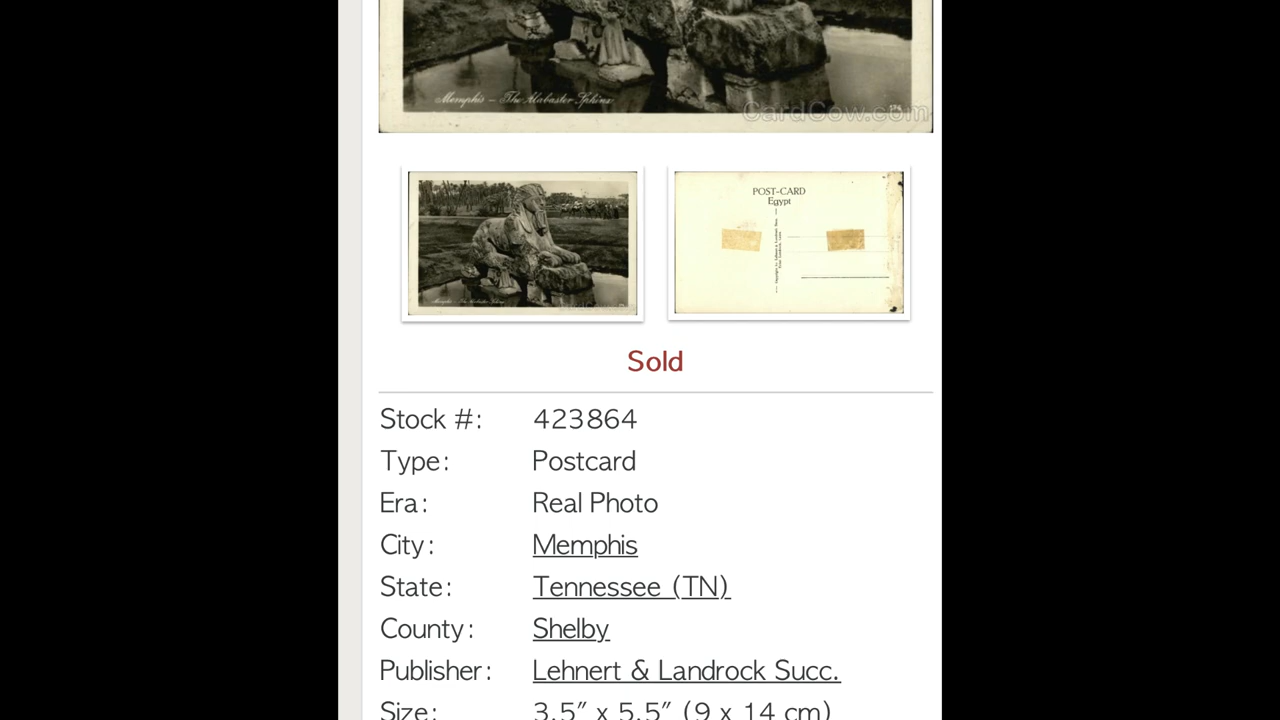 Memphis – The Alabaster Sphinx
CardCow.com
POST-CARD
Egypt
Sold
Stock #: 423864
Type: Postcard
Era: Real Photo
City: Memphis
State: Tennessee (TN)
County: Shelby
Publisher: Lehnert & Landrock Succ.
Size: 3.5″ x 5.5″ (9 x 14 cm)